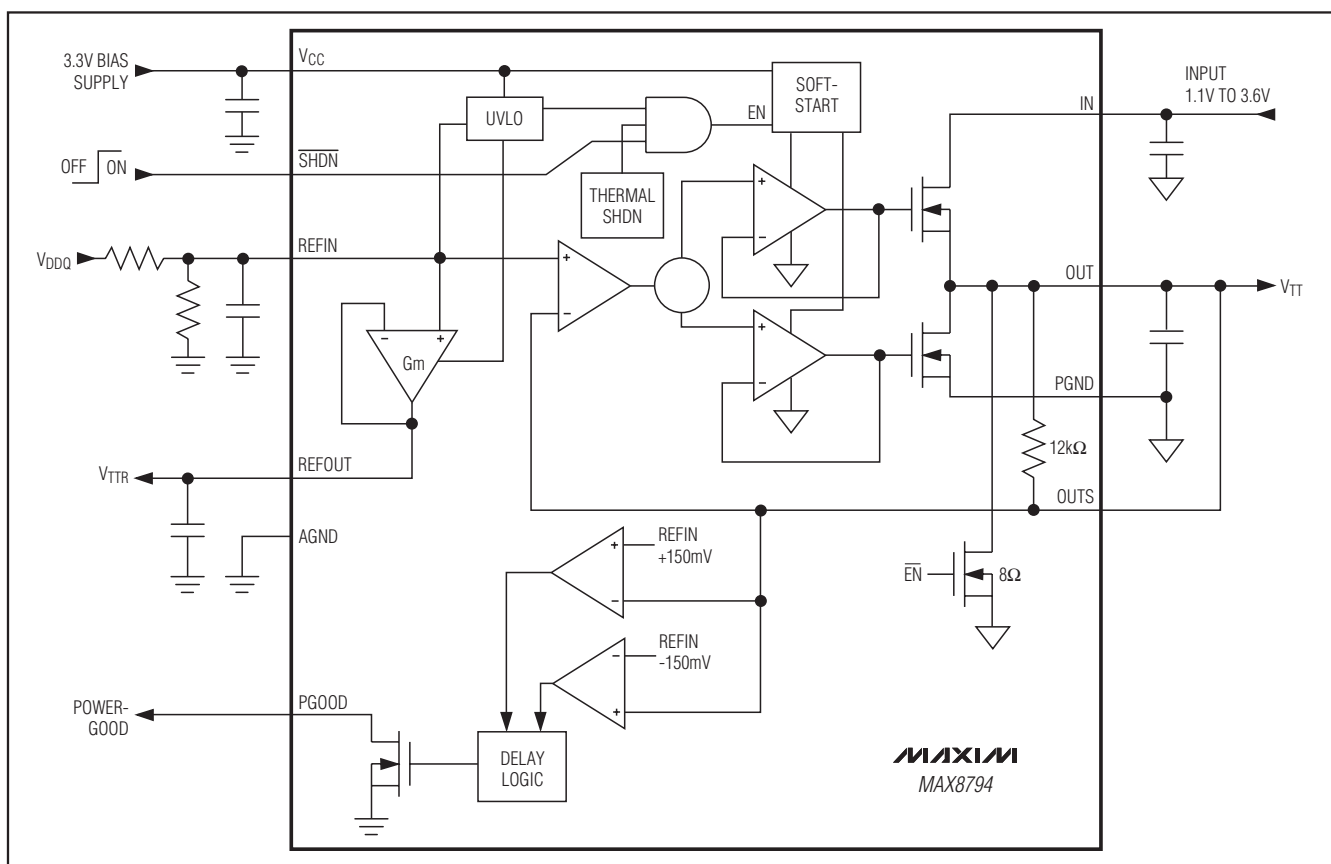 3.3V BIAS
SUPPLY
VCC
SOFT-
START
INPUT
1.1V TO 3.6V
IN
UVLO
EN
OFF
ON
S̅H̅D̅N̅
THERMAL
SHDN
VDDQ
REFIN
+
-
+
-
+
-
+
-
Gm
OUT
VTT
PGND
12kΩ
VTTR
REFOUT
OUTS
AGND
+
REFIN
+150mV
-
E̅N̅
8Ω
-
REFIN
-150mV
+
POWER-
GOOD
PGOOD
DELAY
LOGIC
MAXIM
MAX8794